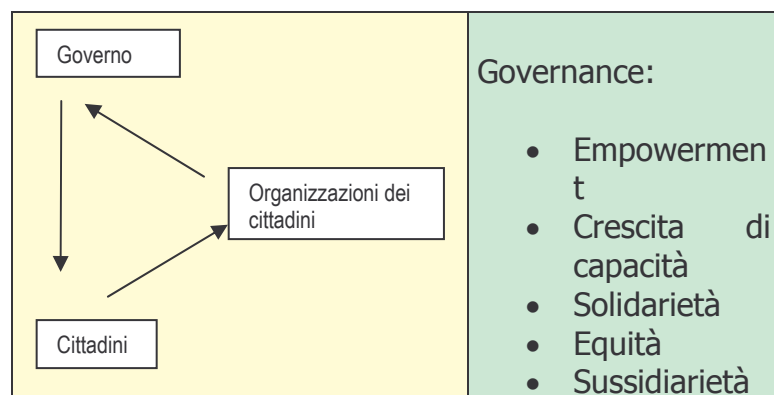 Governo
Organizzazioni dei
cittadini
Cittadini
Governance:
• Empowermen
t
• Crescita di
capacità
• Solidarietà
• Equità
• Sussidiarietà